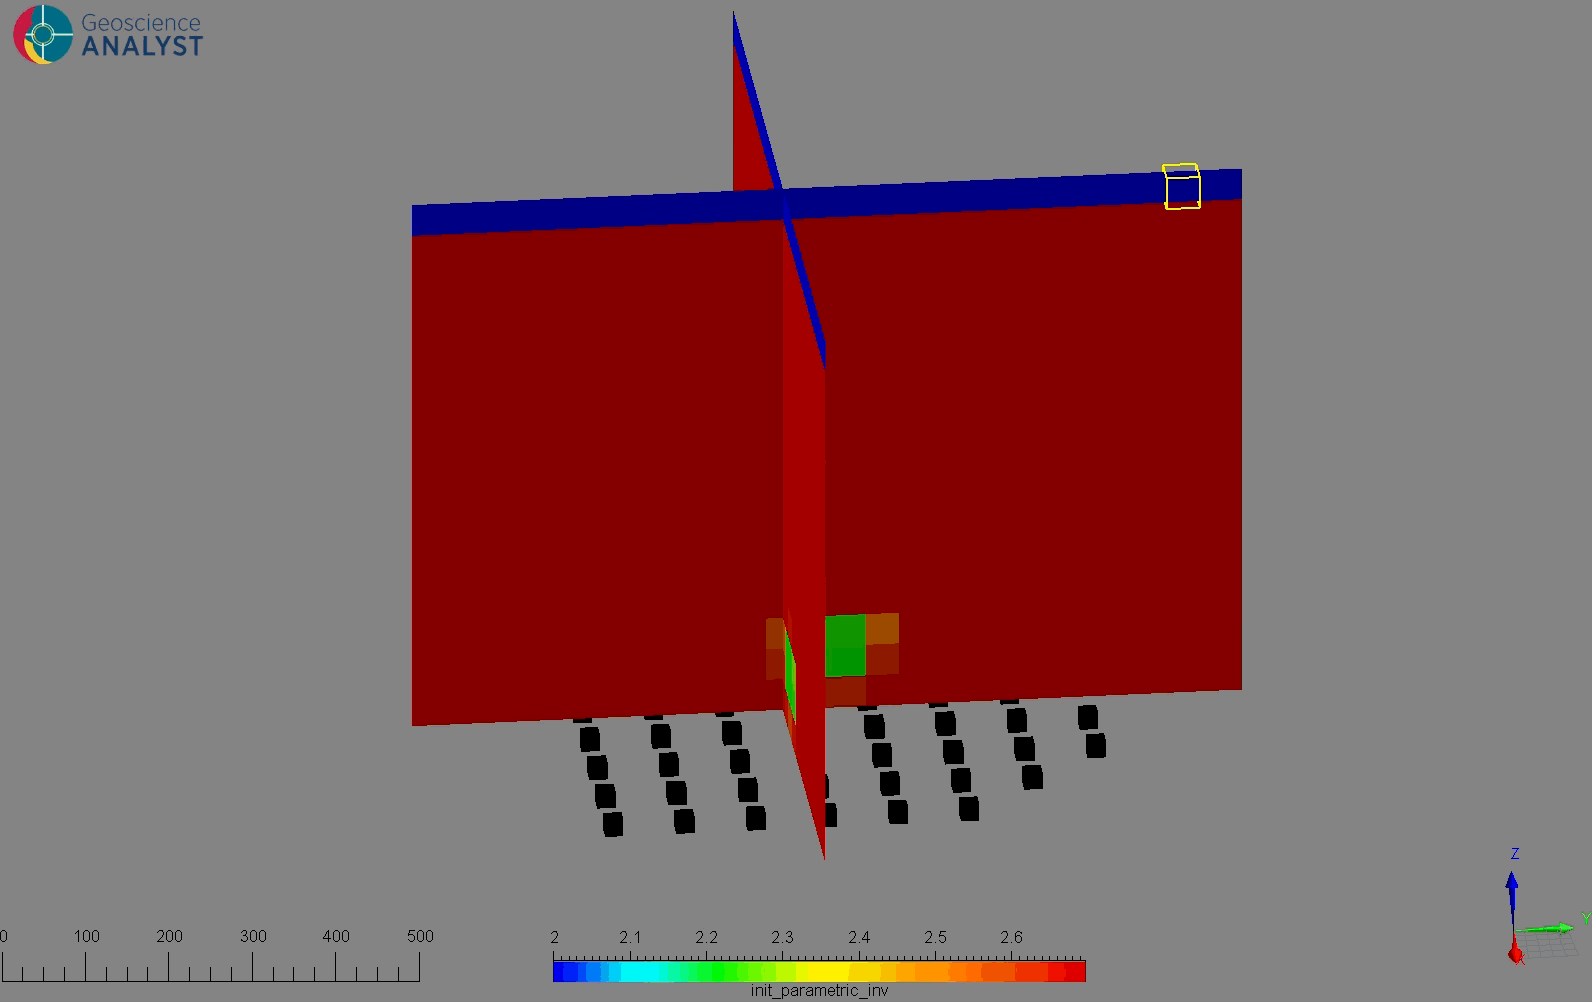 Geoscience
ANALYST
Z
Y
0 100 200 300 400 500
2 2.1 2.2 2.3 2.4 2.5 2.6
init_parametric_inv